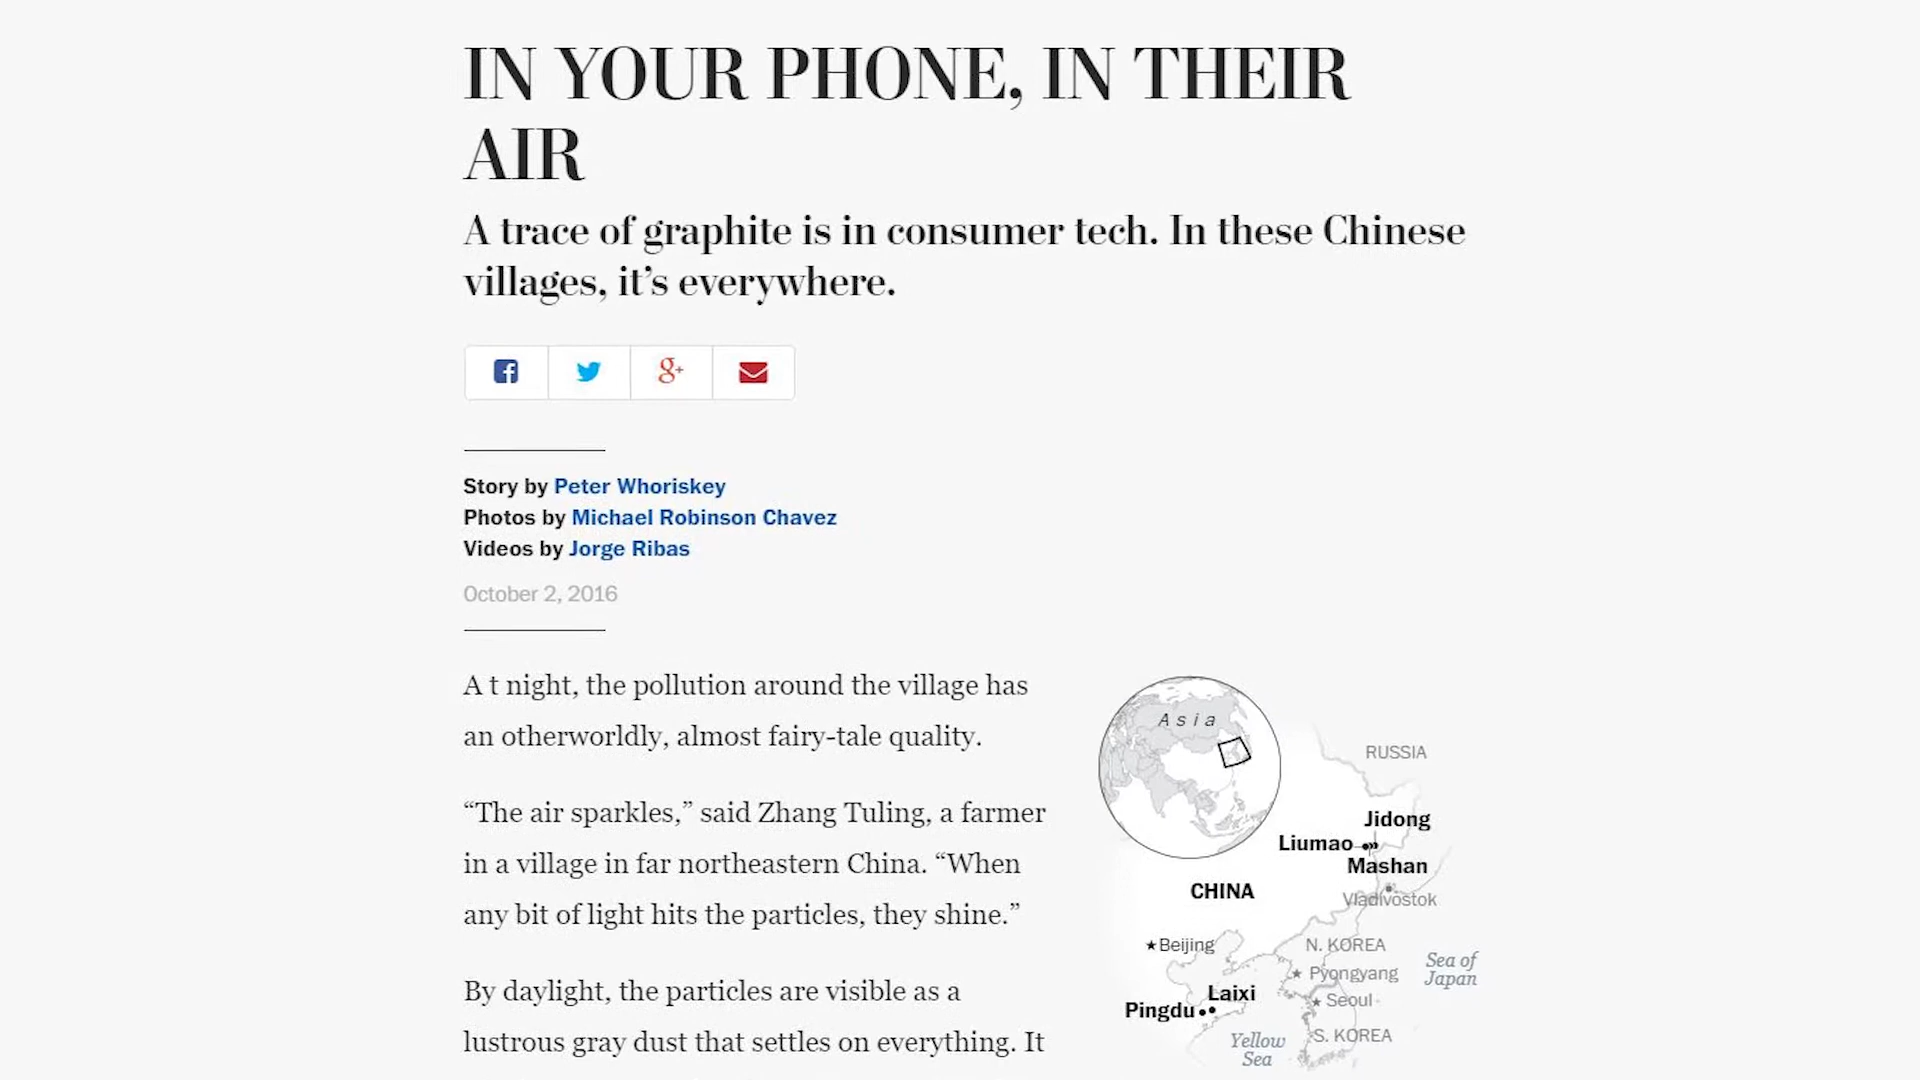 IN YOUR PHONE, IN THEIR
AIR
A trace of graphite is in consumer tech. In these Chinese
villages, it’s everywhere.
g+
Story by Peter Whoriskey
Photos by Michael Robinson Chavez
Videos by Jorge Ribas
October 2, 2016
A t night, the pollution around the village has
an otherworldly, almost fairy-tale quality.
“The air sparkles,” said Zhang Tuling, a farmer
in a village in far northeastern China. “When
any bit of light hits the particles, they shine.”
By daylight, the particles are visible as a
lustrous gray dust that settles on everything. It
Asia
RUSSIA
Jidong
Liumao
Mashan
CHINA
Vladivostok
Beijing
N. KOREA
Sea of
Japan
Pyongyang
Laixi
Seoul
Pingdu
S. KOREA
Yellow
Sea